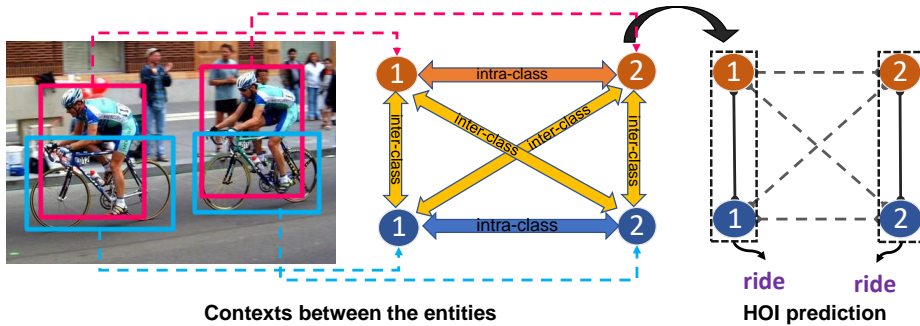 1
intra-class
2
inter-class
inter-class
inter-class
inter-class
1
intra-class
2
1
2
1
2
ride
ride
Contexts between the entities
HOI prediction